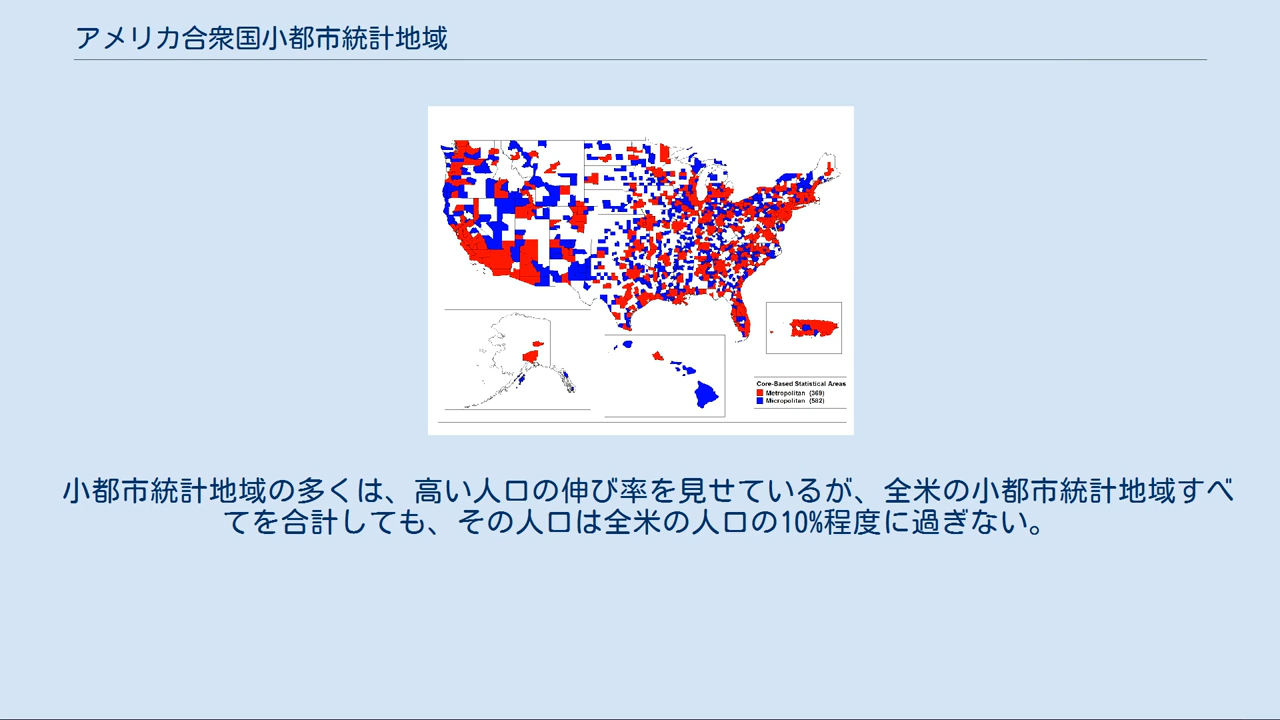 アメリカ合衆国小都市統計地域
Core-Based Statistical Areas
Metropolitan (369)
Micropolitan (582)
小都市統計地域の多くは、高い人口の伸び率を見せているが、全米の小都市統計地域すべ
てを合計しても、その人口は全米の人口の10%程度に過ぎない。